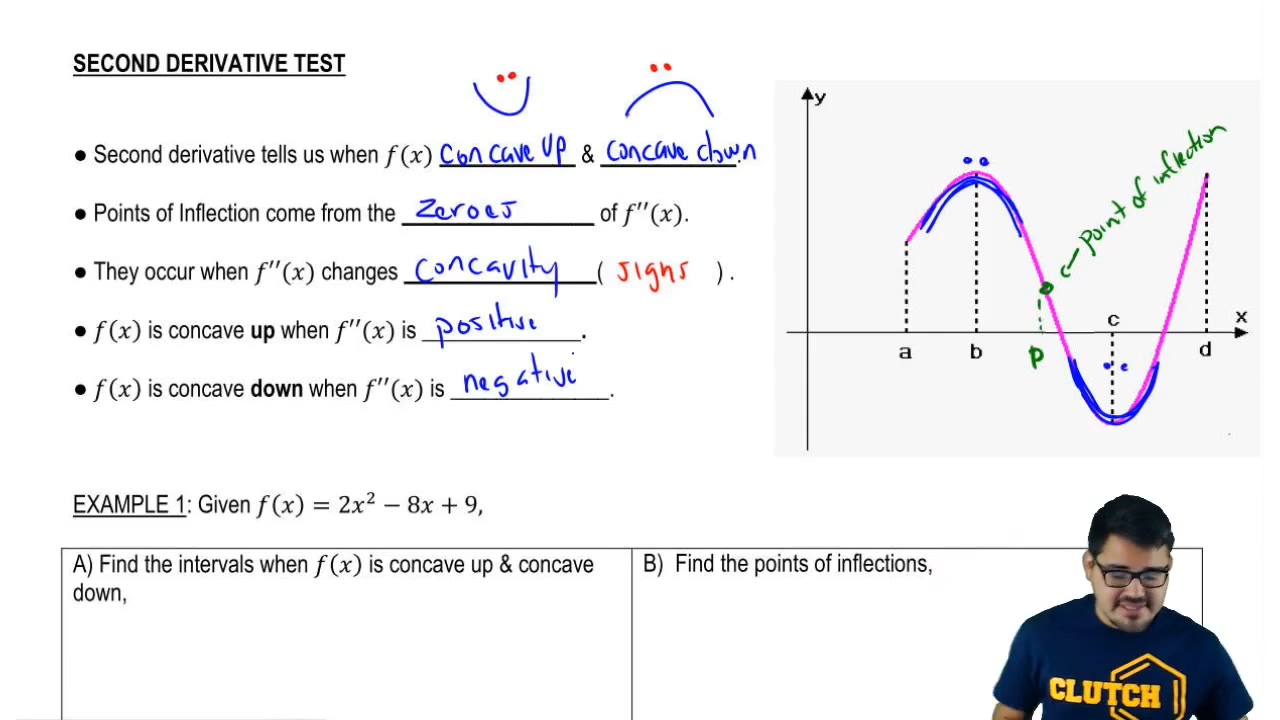 SECOND DERIVATIVE TEST
● Second derivative tells us when f(x) concave up & concave down.
● Points of Inflection come from the zeroes of f''(x).
● They occur when f''(x) changes concavity ( signs ).
● f(x) is concave up when f''(x) is positive.
● f(x) is concave down when f''(x) is negative.
y
point of inflection
x
a
b
p
c
d
EXAMPLE 1: Given f(x) = 2x² − 8x + 9,
A) Find the intervals when f(x) is concave up & concave
down,
B) Find the points of inflections,
CLUTCH